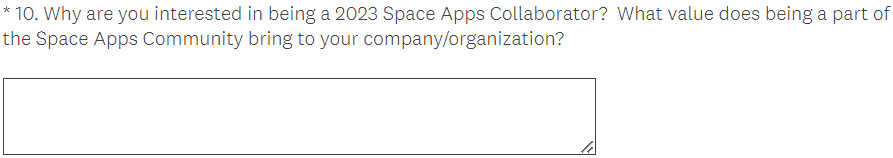 * 10. Why are you interested in being a 2023 Space Apps Collaborator?  What value does being a part of
the Space Apps Community bring to your company/organization?